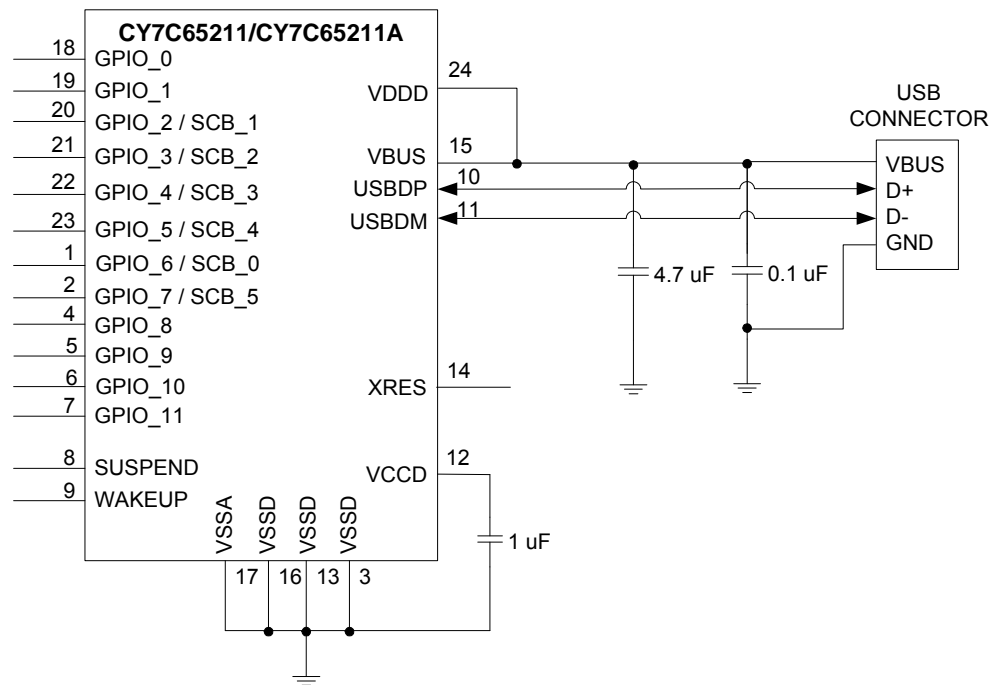 CY7C65211/CY7C65211A
18 GPIO_0
19 GPIO_1
20 GPIO_2 / SCB_1
21 GPIO_3 / SCB_2
22 GPIO_4 / SCB_3
23 GPIO_5 / SCB_4
1 GPIO_6 / SCB_0
2 GPIO_7 / SCB_5
4 GPIO_8
5 GPIO_9
6 GPIO_10
7 GPIO_11
8 SUSPEND
9 WAKEUP
VDDD 24
VBUS 15
USBDP 10
USBDM 11
XRES 14
VCCD 12
VSSA
VSSD
VSSD
VSSD
17 16 13 3
4.7 uF
0.1 uF
1 uF
USB
CONNECTOR
VBUS
D+
D-
GND